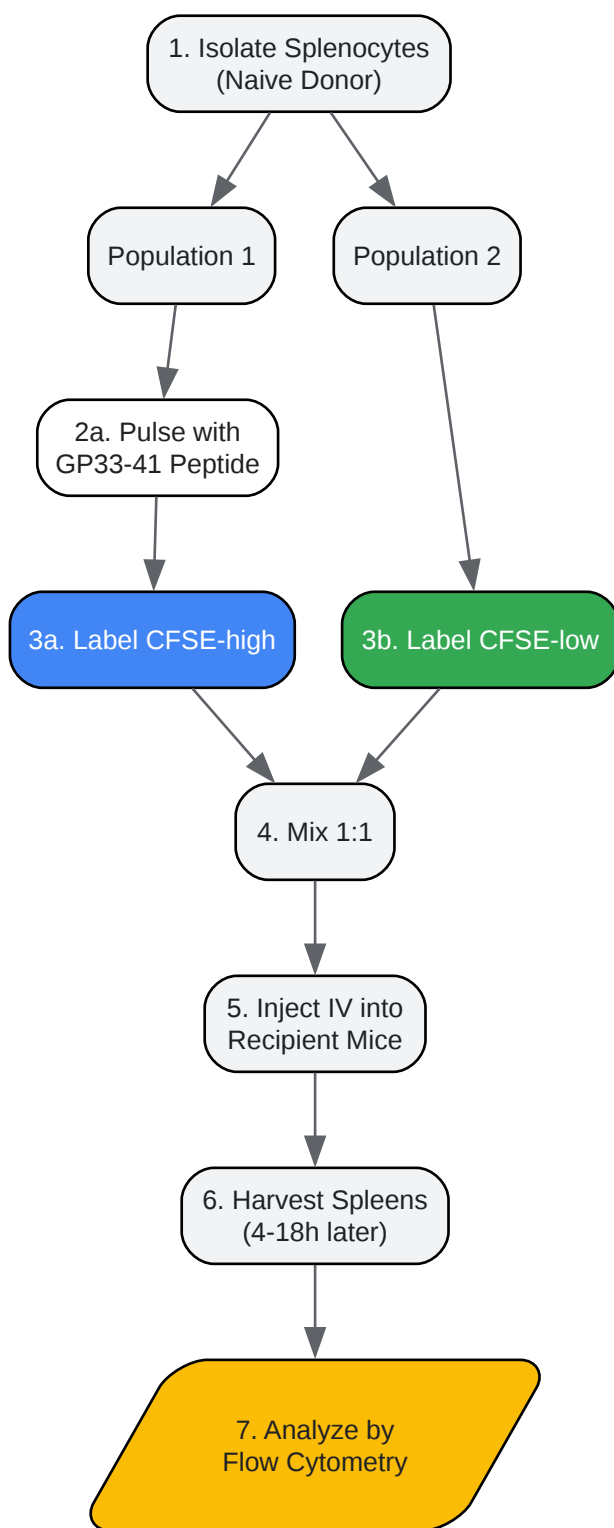 1. Isolate Splenocytes
(Naive Donor)
Population 1
Population 2
2a. Pulse with
GP33-41 Peptide
3a. Label CFSE-high
3b. Label CFSE-low
4. Mix 1:1
5. Inject IV into
Recipient Mice
6. Harvest Spleens
(4-18h later)
7. Analyze by
Flow Cytometry